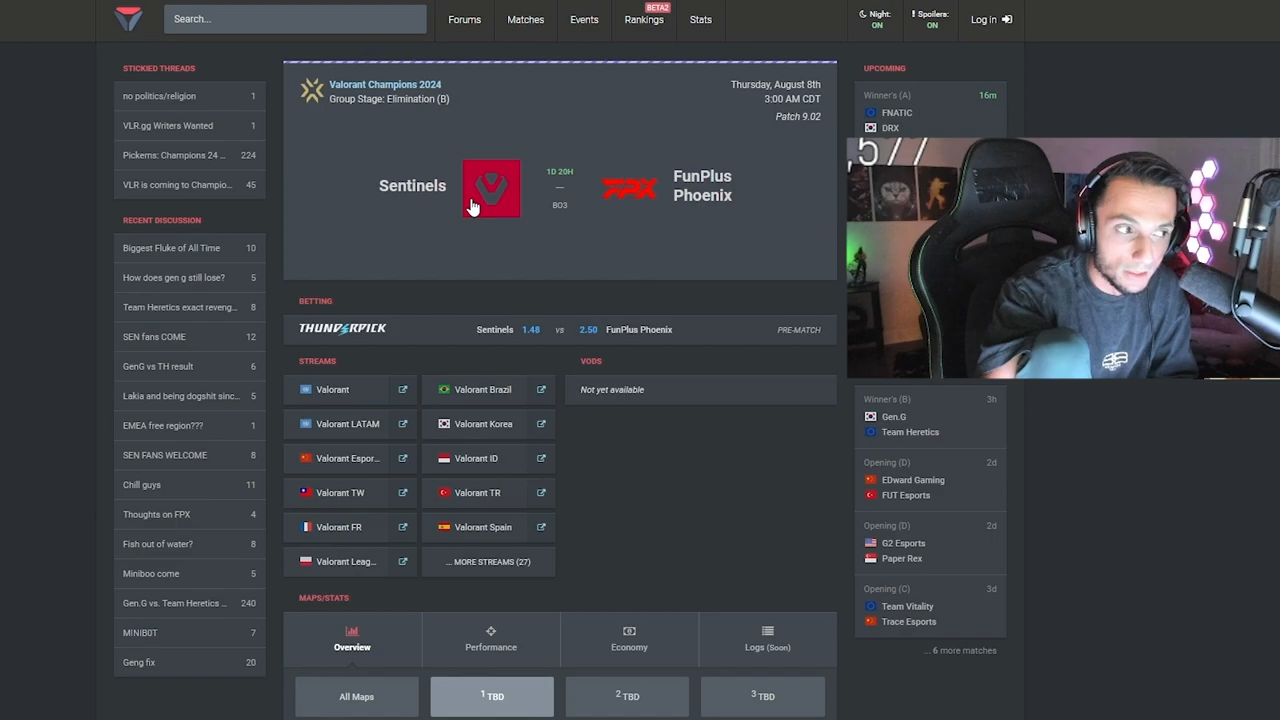 Search...
Forums
Matches
Events
BETA2
Rankings
Stats
Night:
ON
Spoilers:
ON
Log in
STICKIED THREADS
no politics/religion 1
VLR.gg Writers Wanted 1
Pickems: Champions 24 ... 224
VLR is coming to Champio... 45
RECENT DISCUSSION
Biggest Fluke of All Time 10
How does gen g still lose? 5
Team Heretics exact reveng... 8
SEN fans COME 12
GenG vs TH result 6
Lakia and being dogshit sinc... 5
EMEA free region??? 1
SEN FANS WELCOME 8
Chill guys 11
Thoughts on FPX 4
Fish out of water? 8
Miniboo come 5
Gen.G vs. Team Heretics ... 240
MINIB0T 7
Geng fix 20
Valorant Champions 2024
Group Stage: Elimination (B)
Thursday, August 8th
3:00 AM CDT
Patch 9.02
Sentinels
1D 20H
–
BO3
FPX
FunPlus
Phoenix
BETTING
THUNDERPICK
Sentinels 1.48 vs 2.50 FunPlus Phoenix
PRE-MATCH
STREAMS
Valorant
Valorant Brazil
Valorant LATAM
Valorant Korea
Valorant Espor...
Valorant ID
Valorant TW
Valorant TR
Valorant FR
Valorant Spain
Valorant Leag...
... MORE STREAMS (27)
VODS
Not yet available
MAPS/STATS
Overview
Performance
Economy
Logs (Soon)
All Maps
1 TBD
2 TBD
3 TBD
UPCOMING
Winner's (A) 16m
FNATIC
DRX
,577
Winner's (B) 3h
Gen.G
Team Heretics
Opening (D) 2d
EDward Gaming
FUT Esports
Opening (D) 2d
G2 Esports
Paper Rex
Opening (C) 3d
Team Vitality
Trace Esports
... 6 more matches